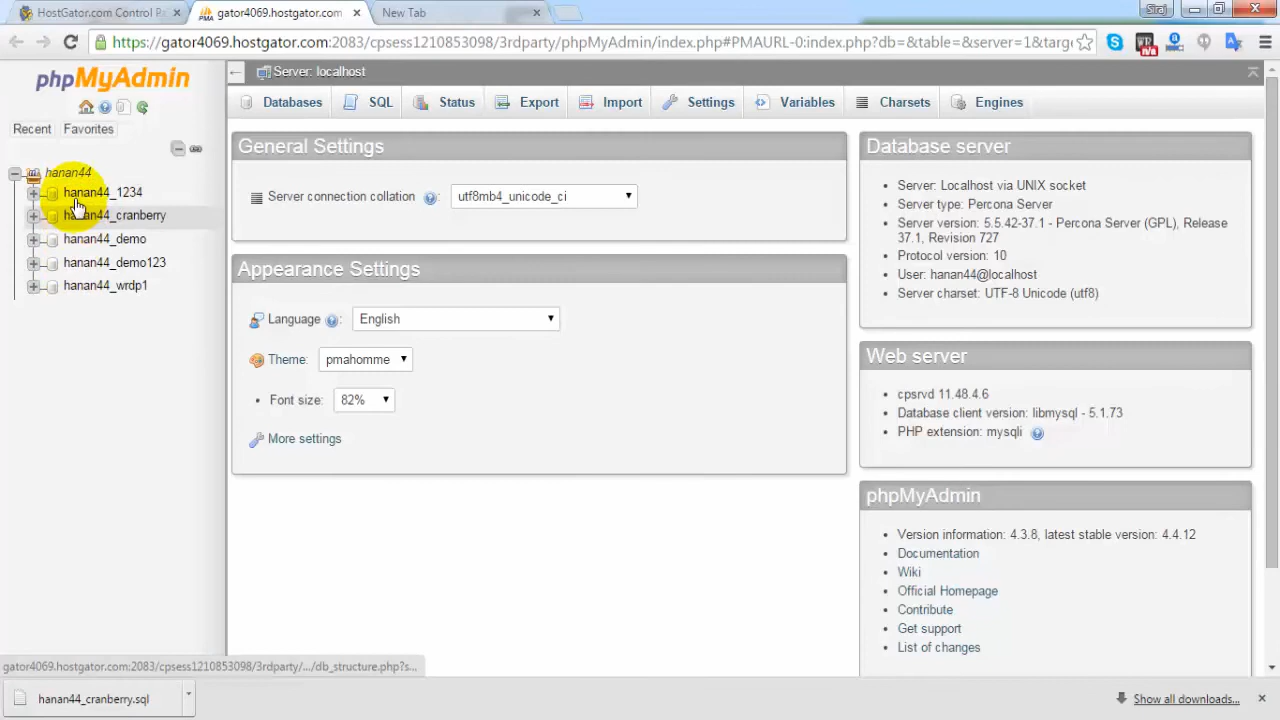 HostGator.com Control Pa
gator4069.hostgator.com:
New Tab
Siraj
https://gator4069.hostgator.com:2083/cpsess1210853098/3rdparty/phpMyAdmin/index.php#PMAURL-0:index.php?db=&table=&server=1&targ
n/a
phpMyAdmin
Recent
Favorites
hanan44
hanan44_1234
hanan44_cranberry
hanan44_demo
hanan44_demo123
hanan44_wrdp1
Server: localhost
Databases
SQL
Status
Export
Import
Settings
Variables
Charsets
Engines
General Settings
Server connection collation
utf8mb4_unicode_ci
Appearance Settings
Language
:
English
Theme:
pmahomme
• Font size:
82%
More settings
Database server
• Server: Localhost via UNIX socket
• Server type: Percona Server
• Server version: 5.5.42-37.1 - Percona Server (GPL), Release
37.1, Revision 727
• Protocol version: 10
• User: hanan44@localhost
• Server charset: UTF-8 Unicode (utf8)
Web server
• cpsrvd 11.48.4.6
• Database client version: libmysql - 5.1.73
• PHP extension: mysqli
phpMyAdmin
• Version information: 4.3.8, latest stable version: 4.4.12
• Documentation
• Wiki
• Official Homepage
• Contribute
• Get support
• List of changes
gator4069.hostgator.com:2083/cpsess1210853098/3rdparty/.../db_structure.php?s...
hanan44_cranberry.sql
Show all downloads...